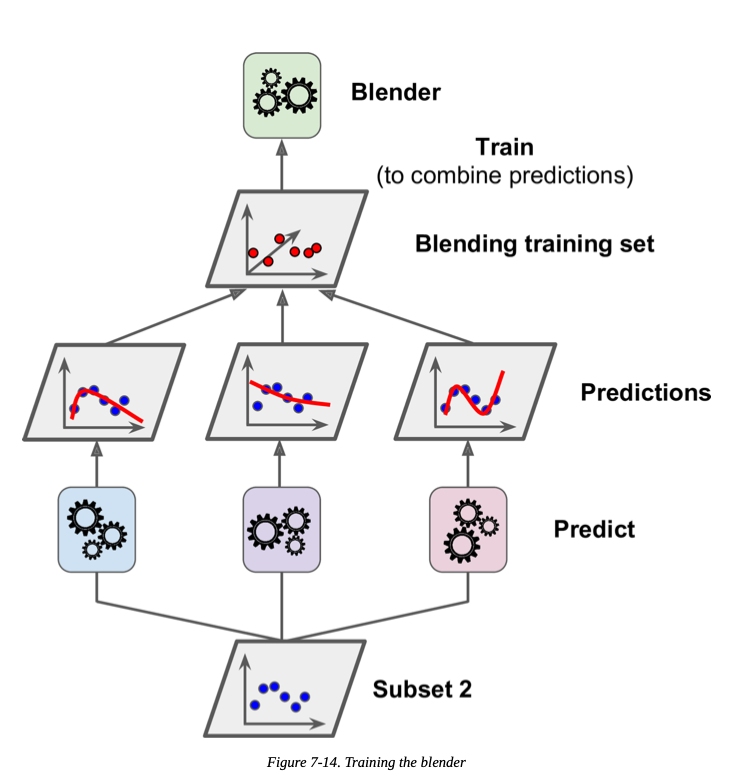 Blender
Train
(to combine predictions)
Blending training set
Predictions
Predict
Subset 2
Figure 7-14. Training the blender